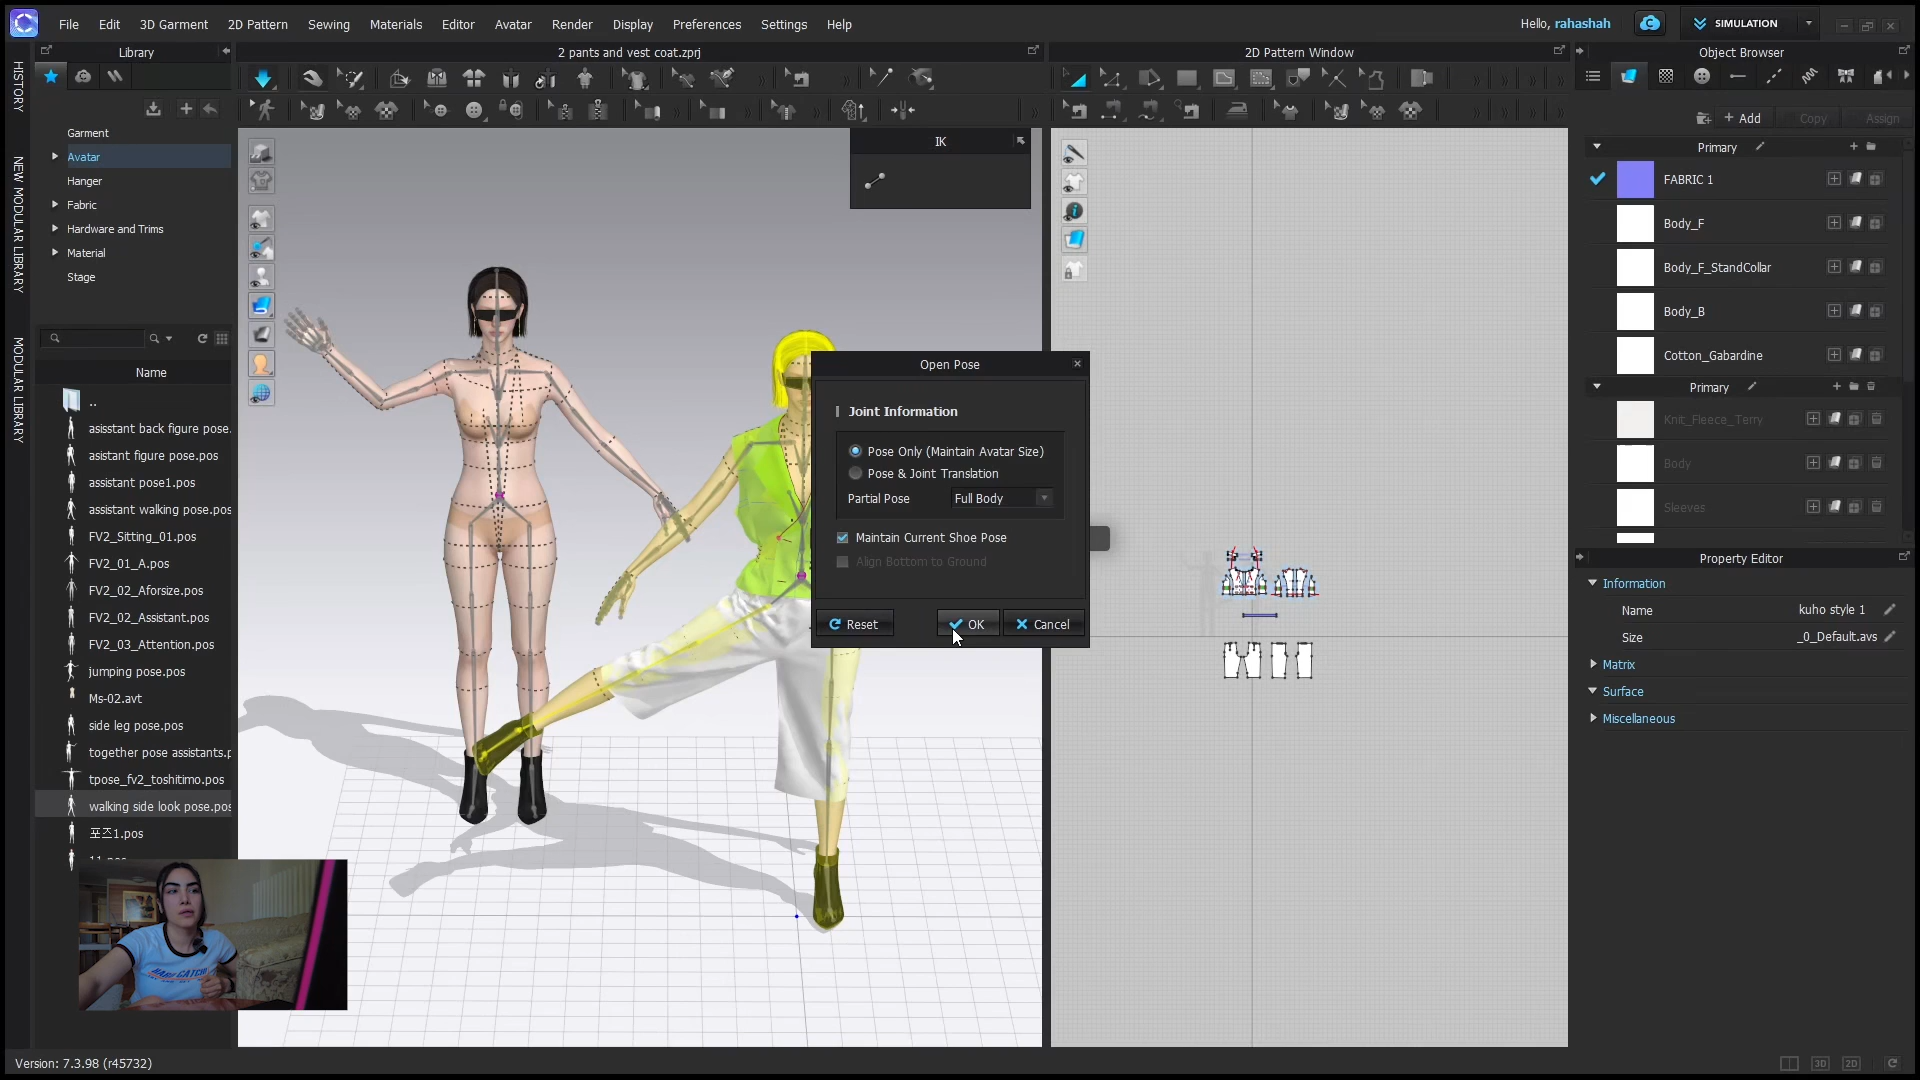 File Edit 3D Garment 2D Pattern Sewing Materials Editor Avatar Render Display Preferences Settings Help
Hello, rahashah
SIMULATION
HISTORY
NEW MODULAR LIBRARY
MODULAR LIBRARY
Library
2 pants and vest coat.zprj
2D Pattern Window
Object Browser
Garment
Avatar
Hanger
Fabric
Hardware and Trims
Material
Stage
Name
..
asisstant back figure pose.
asistant figure pose.pos
assistant pose1.pos
assistant walking pose.pos
FV2_Sitting_01.pos
FV2_01_A.pos
FV2_02_Aforsize.pos
FV2_02_Assistant.pos
FV2_03_Attention.pos
jumping pose.pos
Ms-02.avt
side leg pose.pos
together pose assistants.p
tpose_fv2_toshitimo.pos
walking side look pose.pos
포즈1.pos
IK
Open Pose
Joint Information
Pose Only (Maintain Avatar Size)
Pose & Joint Translation
Partial Pose Full Body
Maintain Current Shoe Pose
Align Bottom to Ground
Reset OK Cancel
+ Add Copy Assign
Primary
FABRIC 1
Body_F
Body_F_StandCollar
Body_B
Cotton_Gabardine
Primary
Knit_Fleece_Terry
Body
Sleeves
Property Editor
Information
Name kuho style 1
Size _0_Default.avs
Matrix
Surface
Miscellaneous
Version: 7.3.98 (r45732)
3D 2D